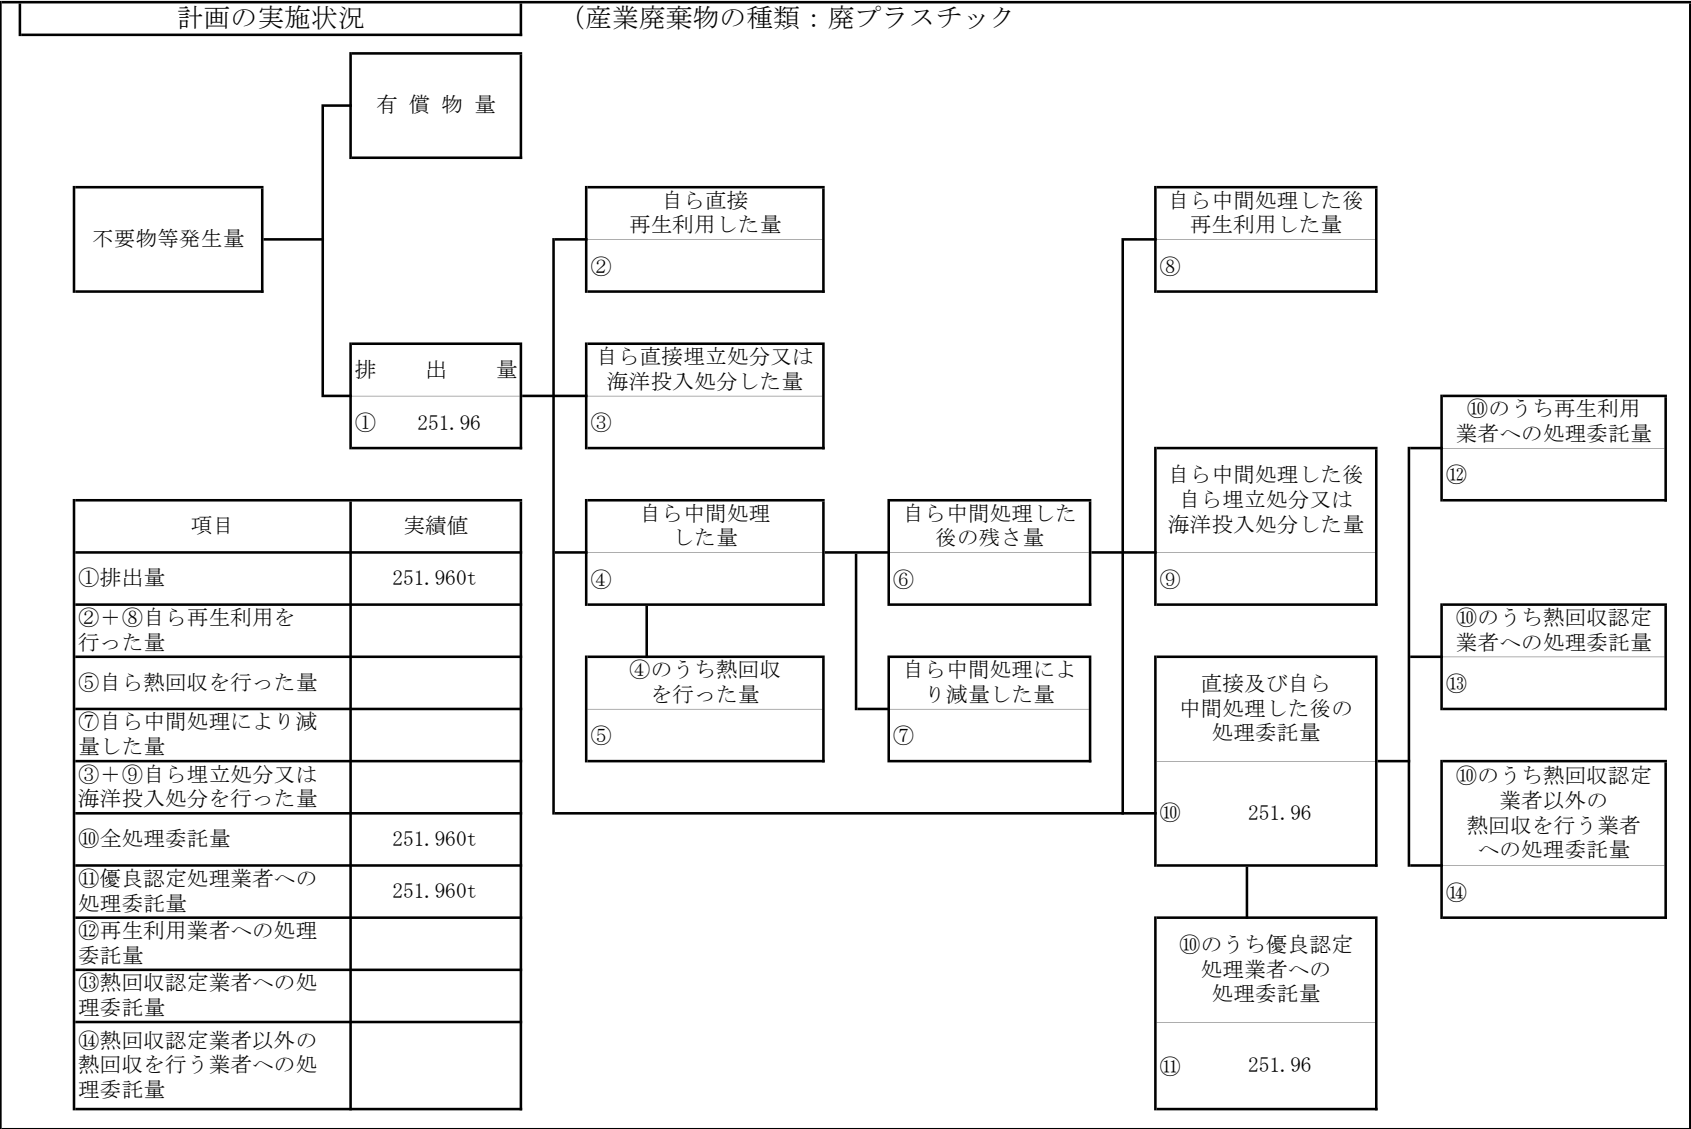 計画の実施状況
(産業廃棄物の種類：廃プラスチック
有 償 物 量
不要物等発生量
自ら直接
再生利用した量
②
自ら中間処理した後
再生利用した量
⑧
排 出 量
① 251.96
自ら直接埋立処分又は
海洋投入処分した量
③
⑩のうち再生利用
業者への処理委託量
⑫
自ら中間処理した後
自ら埋立処分又は
海洋投入処分した量
⑨
自ら中間処理
した量
④
自ら中間処理した
後の残さ量
⑥
⑩のうち熱回収認定
業者への処理委託量
⑬
④のうち熱回収
を行った量
⑤
自ら中間処理によ
り減量した量
⑦
直接及び自ら
中間処理した後の
処理委託量
⑩ 251.96
⑩のうち熱回収認定
業者以外の
熱回収を行う業者
への処理委託量
⑭
⑩のうち優良認定
処理業者への
処理委託量
⑪ 251.96
項目 実績値
①排出量 251.960t
②＋⑧自ら再生利用を
行った量
⑤自ら熱回収を行った量
⑦自ら中間処理により減
量した量
③＋⑨自ら埋立処分又は
海洋投入処分を行った量
⑩全処理委託量 251.960t
⑪優良認定処理業者への
処理委託量 251.960t
⑫再生利用業者への処理
委託量
⑬熱回収認定業者への処
理委託量
⑭熱回収認定業者以外の
熱回収を行う業者への処
理委託量